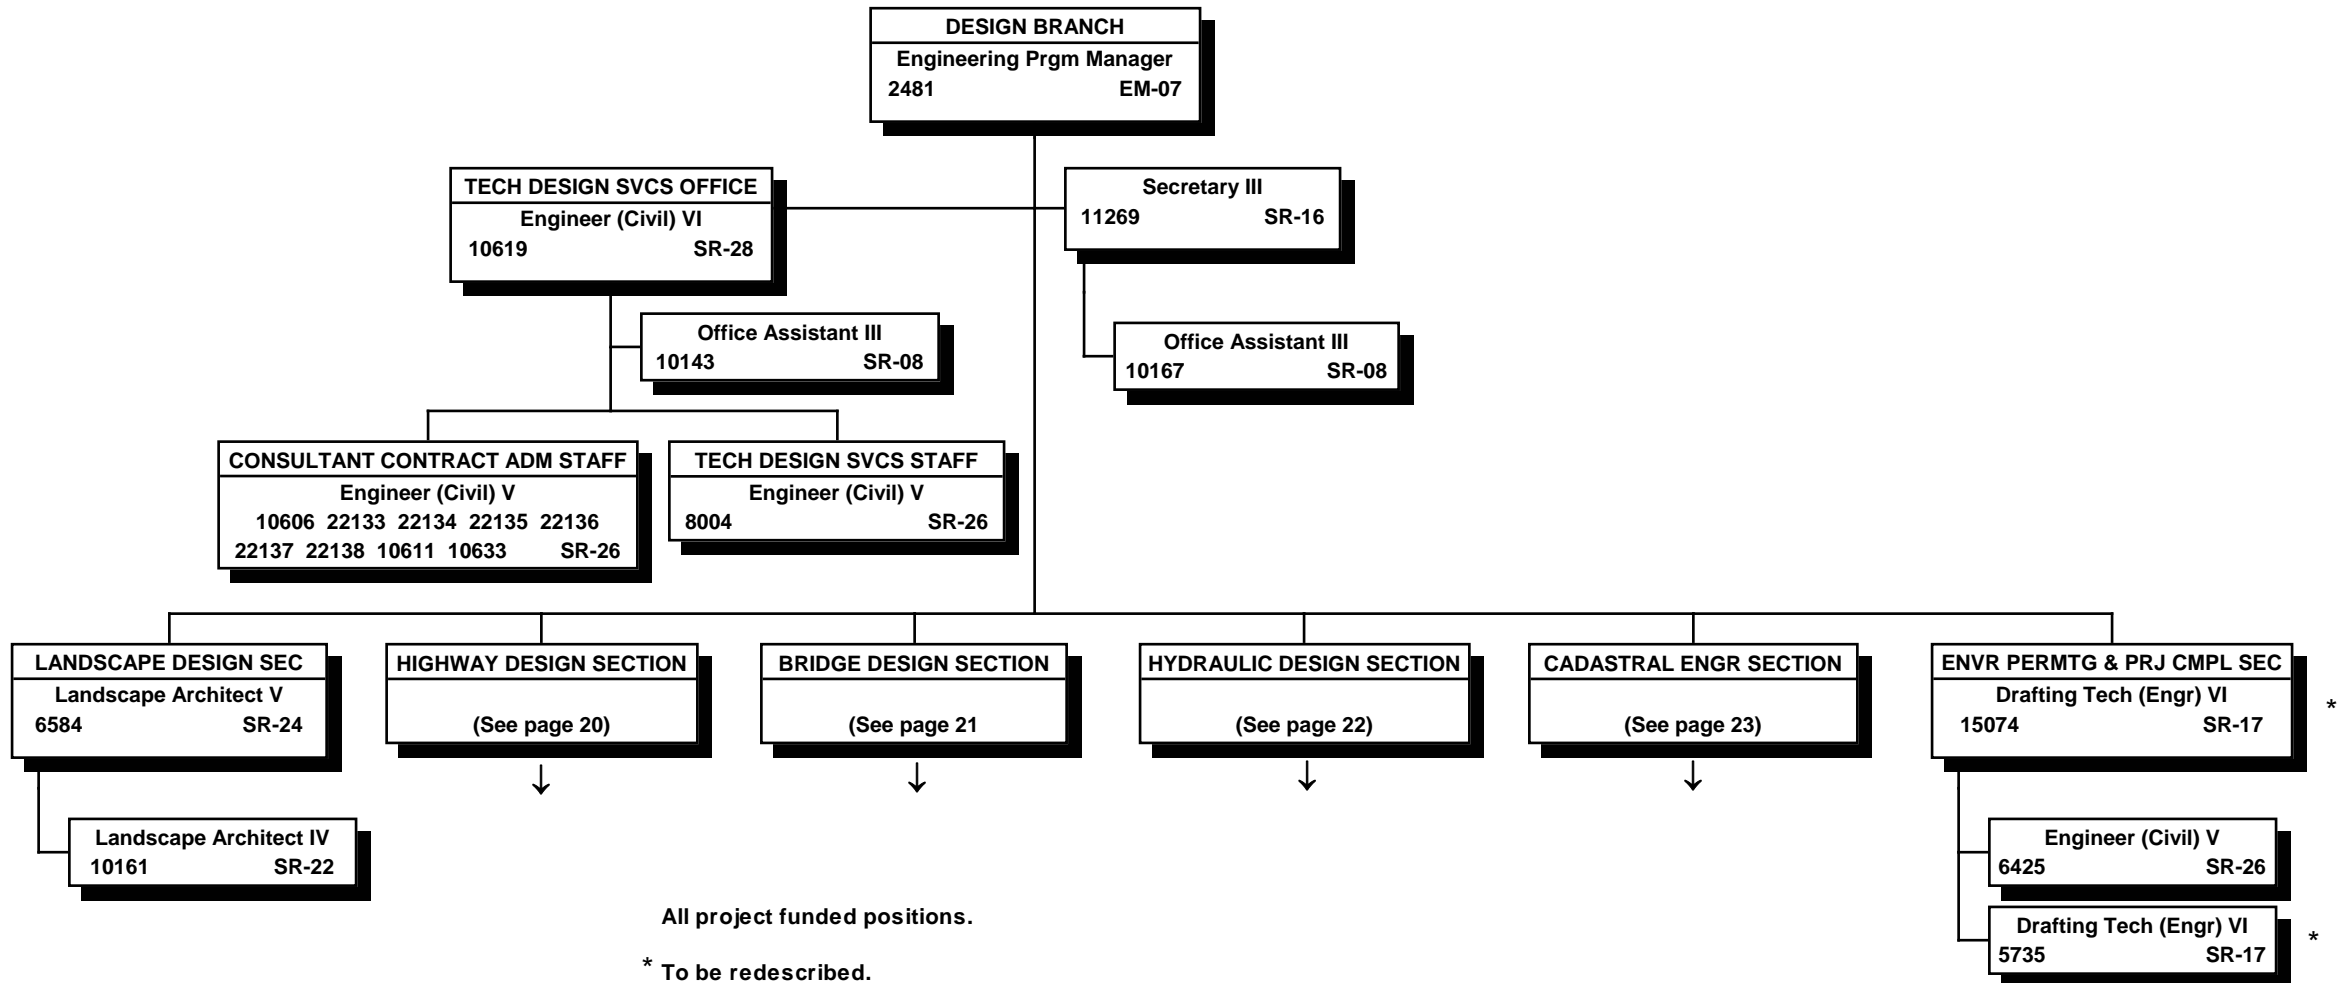 DESIGN BRANCH
Engineering Prgm Manager
2481 EM-07
TECH DESIGN SVCS OFFICE
Engineer (Civil) VI
10619 SR-28
Secretary III
11269 SR-16
Office Assistant III
10143 SR-08
Office Assistant III
10167 SR-08
CONSULTANT CONTRACT ADM STAFF
Engineer (Civil) V
10606 22133 22134 22135 22136
22137 22138 10611 10633 SR-26
TECH DESIGN SVCS STAFF
Engineer (Civil) V
8004 SR-26
LANDSCAPE DESIGN SEC
Landscape Architect V
6584 SR-24
Landscape Architect IV
10161 SR-22
HIGHWAY DESIGN SECTION
(See page 20)
BRIDGE DESIGN SECTION
(See page 21
HYDRAULIC DESIGN SECTION
(See page 22)
CADASTRAL ENGR SECTION
(See page 23)
ENVR PERMTG & PRJ CMPL SEC
Drafting Tech (Engr) VI
15074 SR-17 *
Engineer (Civil) V
6425 SR-26
Drafting Tech (Engr) VI
5735 SR-17 *
All project funded positions.
* To be redescribed.